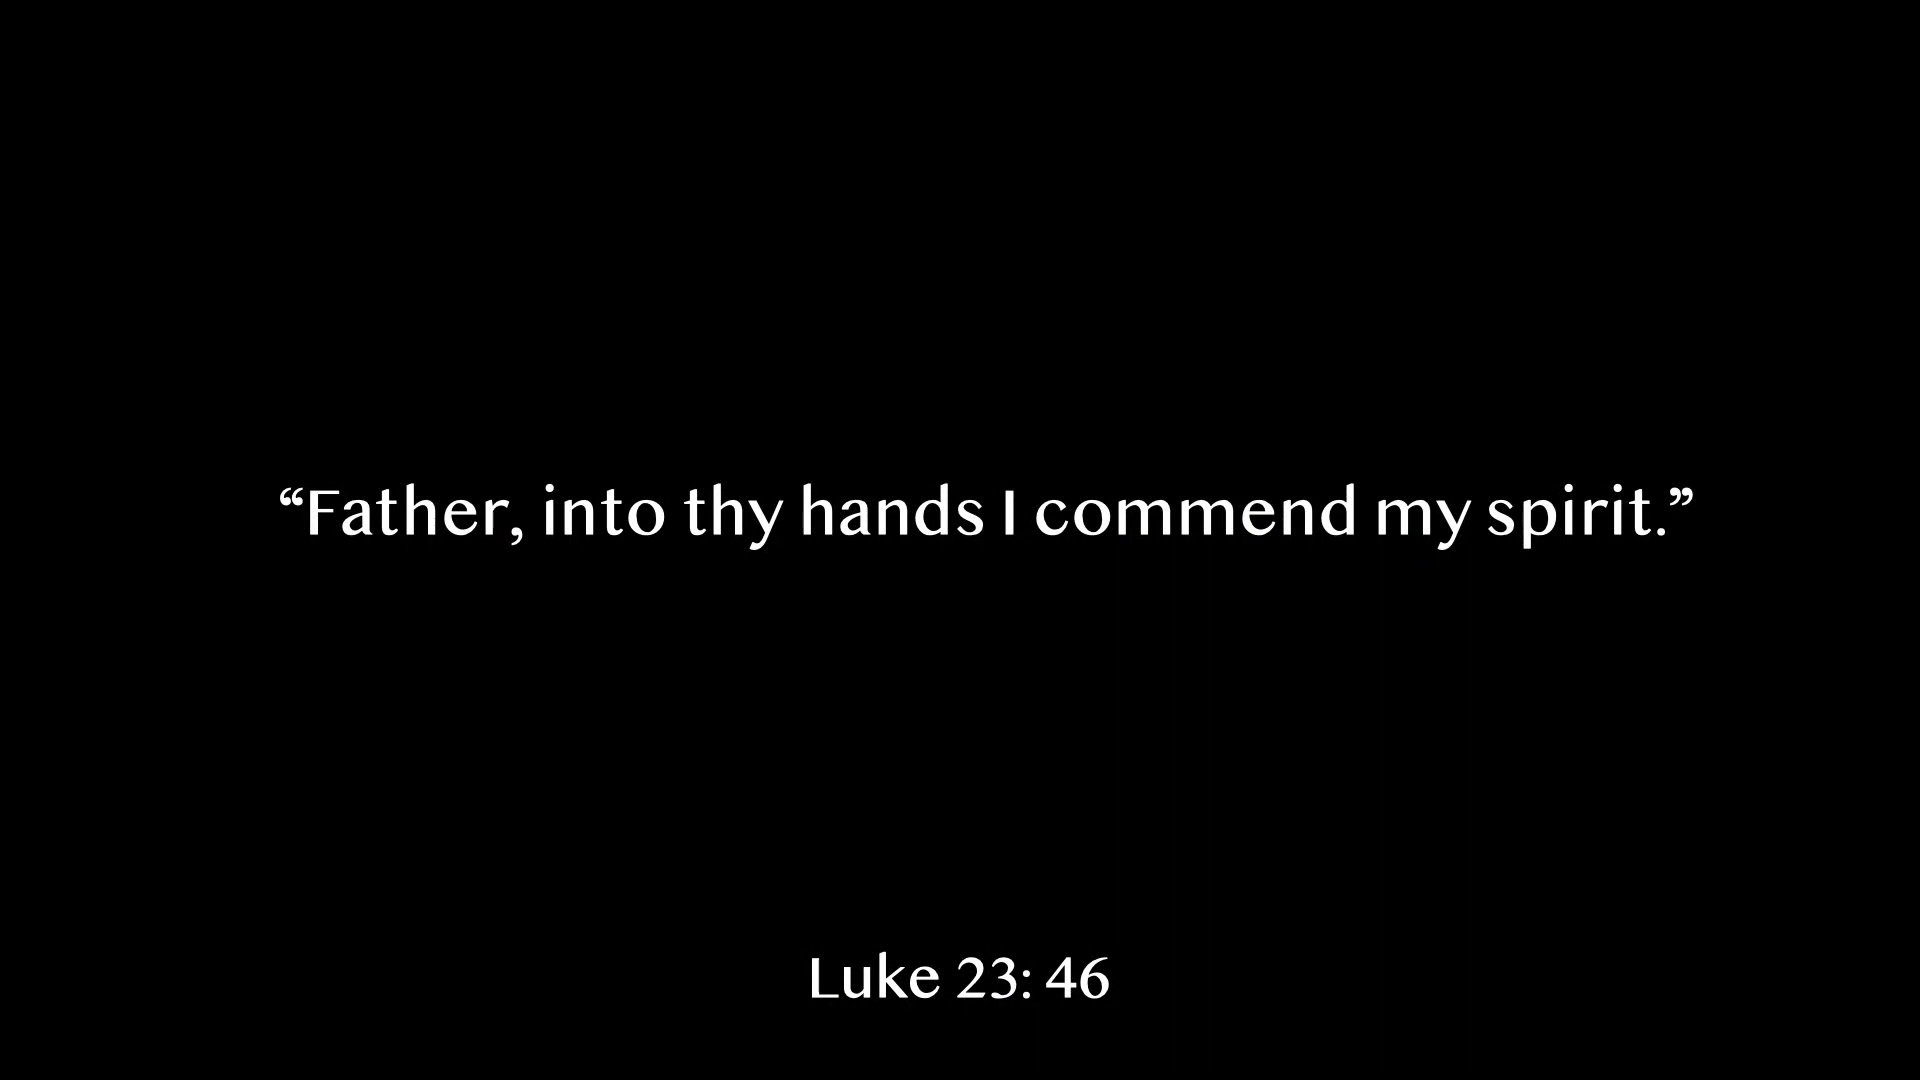 “Father, into thy hands I commend my spirit.”
Luke 23: 46